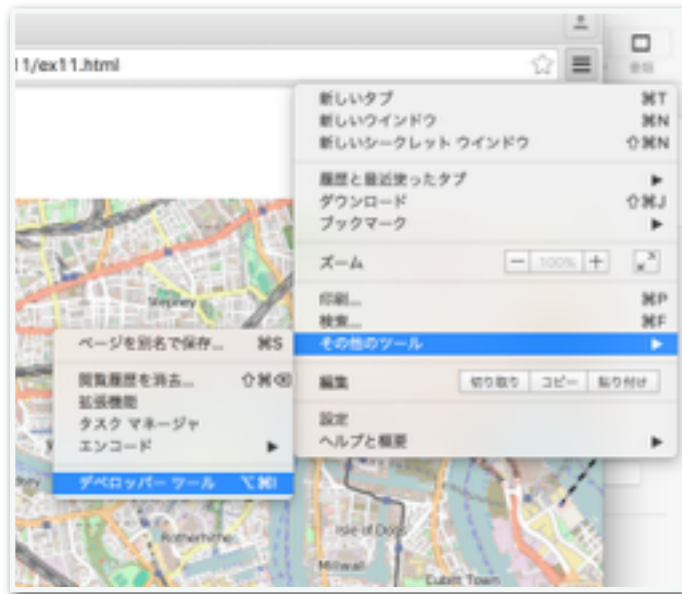 11/ex11.html
新しいタブ ⌘T
新しいウインドウ ⌘N
新しいシークレット ウインドウ ⇧⌘N
履歴と最近使ったタブ ▶
ダウンロード ⇧⌘J
ブックマーク ▶
ズーム − 100% +
印刷... ⌘P
検索... ⌘F
その他のツール ▶
編集 切り取り コピー 貼り付け
設定
ヘルプと概要 ▶
ページを別名で保存... ⌘S
閲覧履歴を消去... ⇧⌘⌫
拡張機能
タスク マネージャ
エンコード ▶
デベロッパー ツール ⌥⌘I
Stepney
Rotherhithe
Isle of Dogs
Millwall
Cubitt Town